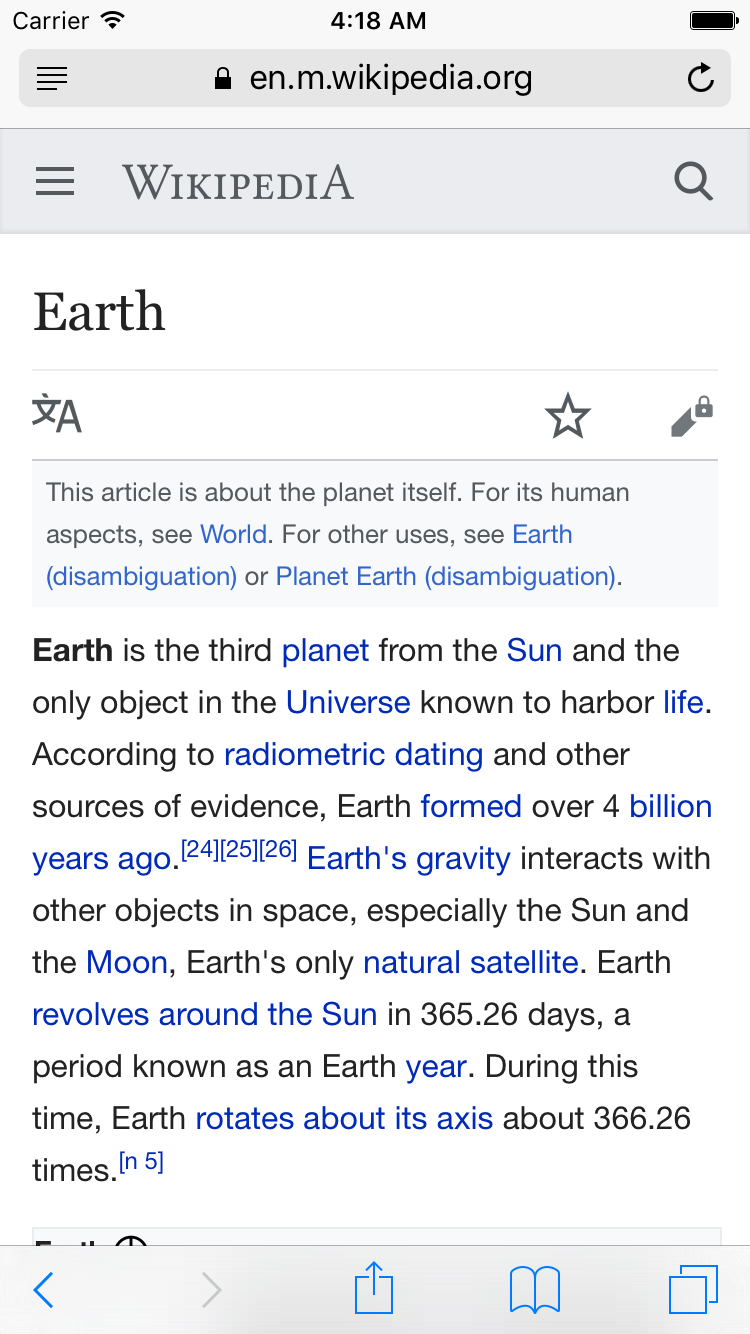 Carrier 4:18 AM
en.m.wikipedia.org
WIKIPEDIA
Earth
文A
This article is about the planet itself. For its human
aspects, see World. For other uses, see Earth
(disambiguation) or Planet Earth (disambiguation).
Earth is the third planet from the Sun and the
only object in the Universe known to harbor life.
According to radiometric dating and other
sources of evidence, Earth formed over 4 billion
years ago.[24][25][26] Earth's gravity interacts with
other objects in space, especially the Sun and
the Moon, Earth's only natural satellite. Earth
revolves around the Sun in 365.26 days, a
period known as an Earth year. During this
time, Earth rotates about its axis about 366.26
times.[n 5]